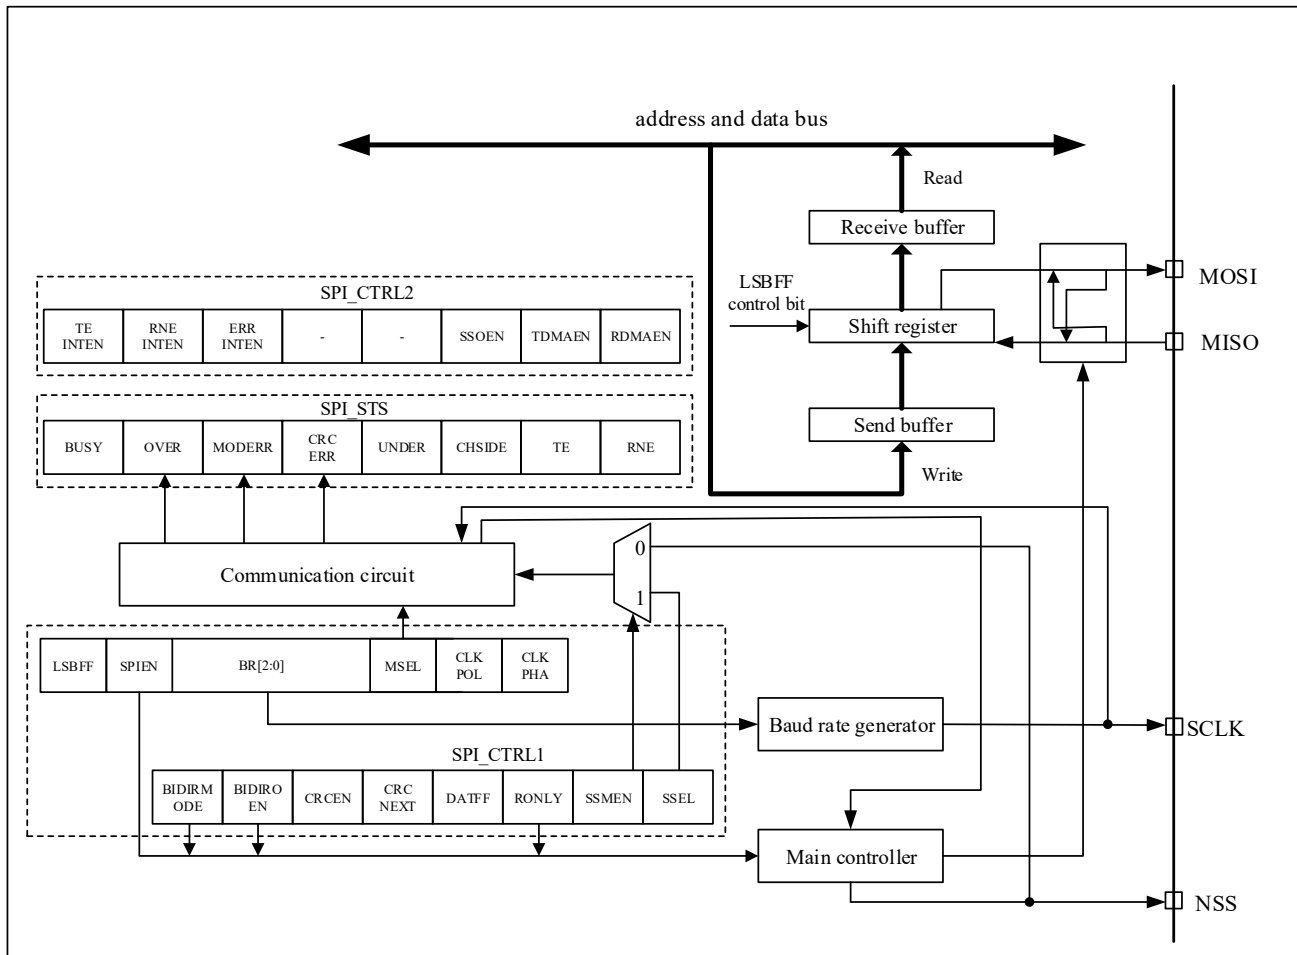 address and data bus
Read
Receive buffer
LSBFF
control bit
Shift register
MOSI
MISO
Send buffer
Write
SPI_CTRL2
TE
INTEN
RNE
INTEN
ERR
INTEN
-
-
SSOEN
TDMAEN
RDMAEN
SPI_STS
BUSY
OVER
MODERR
CRC
ERR
UNDER
CHSIDE
TE
RNE
Communication circuit
0
1
LSBFF
SPIEN
BR[2:0]
MSEL
CLK
POL
CLK
PHA
Baud rate generator
SCLK
SPI_CTRL1
BIDIRM
ODE
BIDIRO
EN
CRCEN
CRC
NEXT
DATFF
RONLY
SSMEN
SSEL
Main controller
NSS